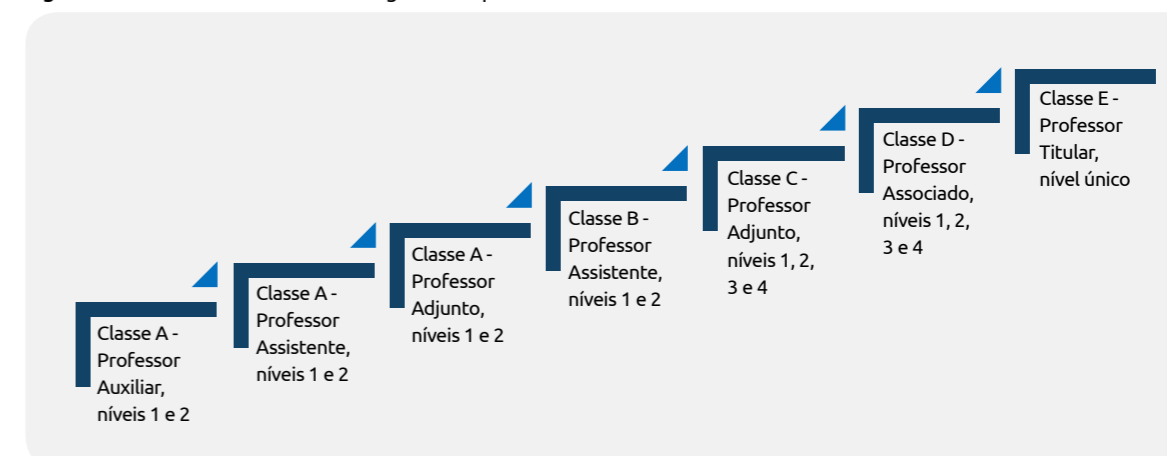 Classe A -
Professor
Auxiliar,
níveis 1 e 2
Classe A -
Professor
Assistente,
níveis 1 e 2
Classe A -
Professor
Adjunto,
níveis 1 e 2
Classe B -
Professor
Assistente,
níveis 1 e 2
Classe C -
Professor
Adjunto,
níveis 1, 2,
3 e 4
Classe D -
Professor
Associado,
níveis 1, 2,
3 e 4
Classe E -
Professor
Titular,
nível único